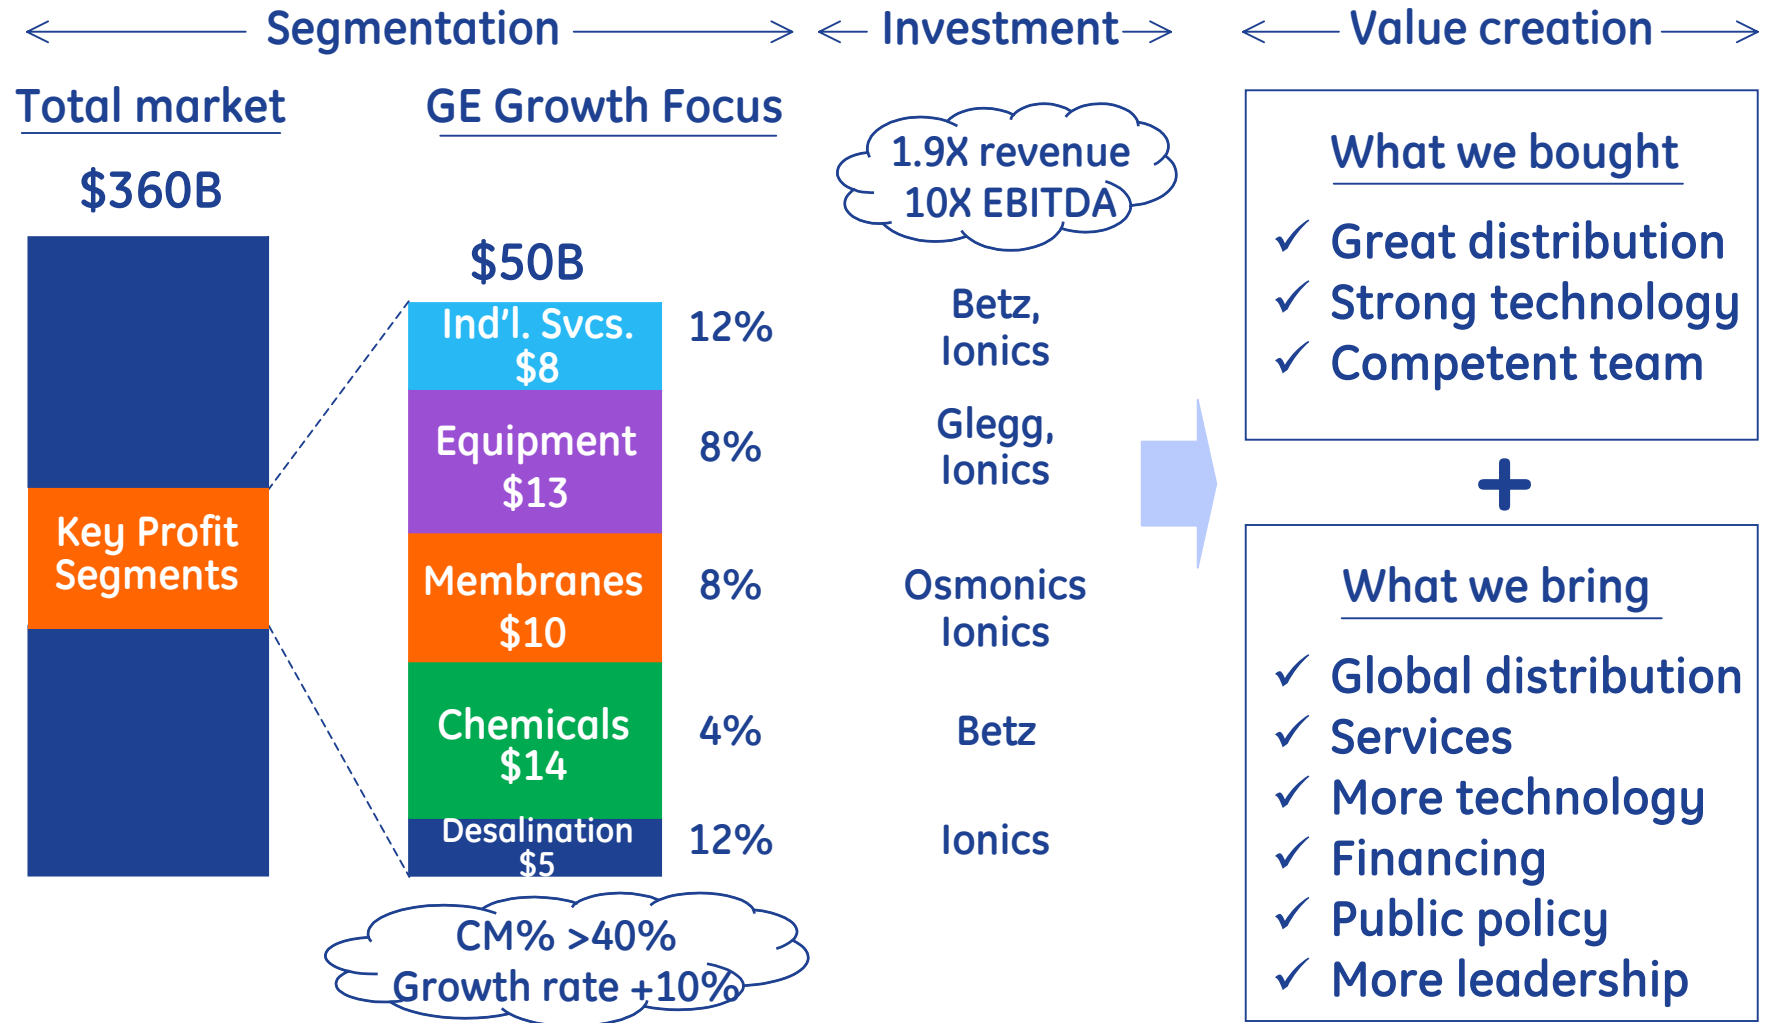 Segmentation
Investment
Value creation
Total market
$360B
Key Profit
Segments
GE Growth Focus
$50B
Ind'l. Svcs.
$8
12%
Equipment
$13
8%
Membranes
$10
8%
Chemicals
$14
4%
Desalination
$5
12%
CM% >40%
Growth rate +10%
1.9X revenue
10X EBITDA
Betz,
Ionics
Glegg,
Ionics
Osmonics
Ionics
Betz
Ionics
What we bought
✓ Great distribution
✓ Strong technology
✓ Competent team
+
What we bring
✓ Global distribution
✓ Services
✓ More technology
✓ Financing
✓ Public policy
✓ More leadership